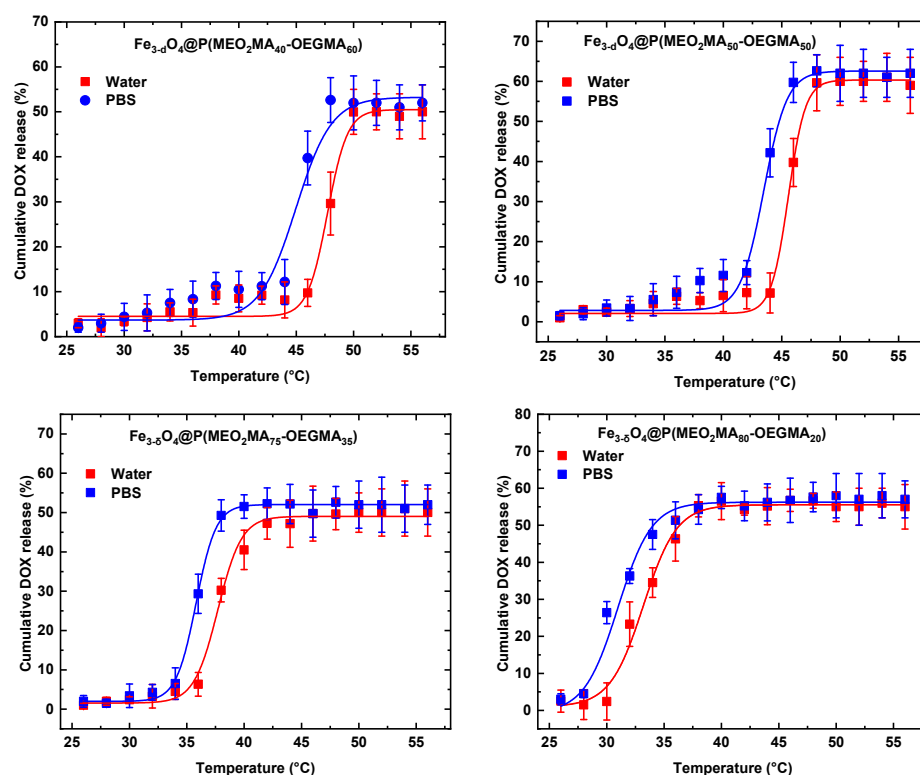 Fe3-dO4@P(MEO2MA40-OEGMA60)
Water
PBS
Cumulative DOX release (%)
70
60
50
40
30
20
10
0
25 30 35 40 45 50 55
Temperature (°C)
Fe3-dO4@P(MEO2MA50-OEGMA50)
Water
PBS
Cumulative DOX release (%)
70
60
50
40
30
20
10
0
25 30 35 40 45 50 55
Temperature (°C)
Fe3-δO4@P(MEO2MA75-OEGMA35)
Water
PBS
Cumulative DOX release (%)
70
60
50
40
30
20
10
0
25 30 35 40 45 50 55
Temperature (°C)
Fe3-δO4@P(MEO2MA80-OEGMA20)
Water
PBS
Cumulative DOX release (%)
80
70
60
50
40
30
20
10
0
25 30 35 40 45 50 55
Temperature (°C)